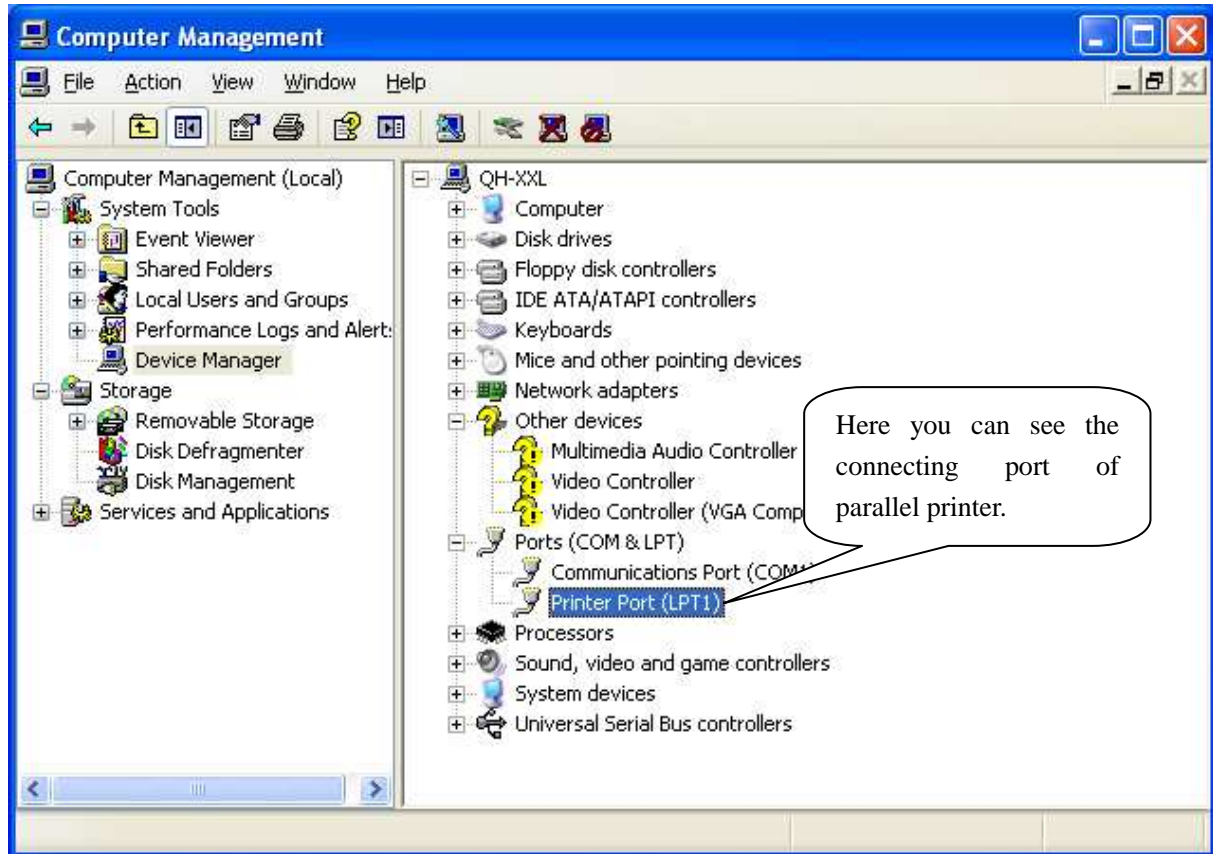 Computer Management
File Action View Window Help
Computer Management (Local)
System Tools
Event Viewer
Shared Folders
Local Users and Groups
Performance Logs and Alert
Device Manager
Storage
Removable Storage
Disk Defragmenter
Disk Management
Services and Applications
QH-XXL
Computer
Disk drives
Floppy disk controllers
IDE ATA/ATAPI controllers
Keyboards
Mice and other pointing devices
Network adapters
Other devices
Multimedia Audio Controller
Video Controller
Video Controller (VGA Comp
Ports (COM & LPT)
Communications Port (COM1)
Printer Port (LPT1)
Processors
Sound, video and game controllers
System devices
Universal Serial Bus controllers
Here you can see the
connecting port of
parallel printer.